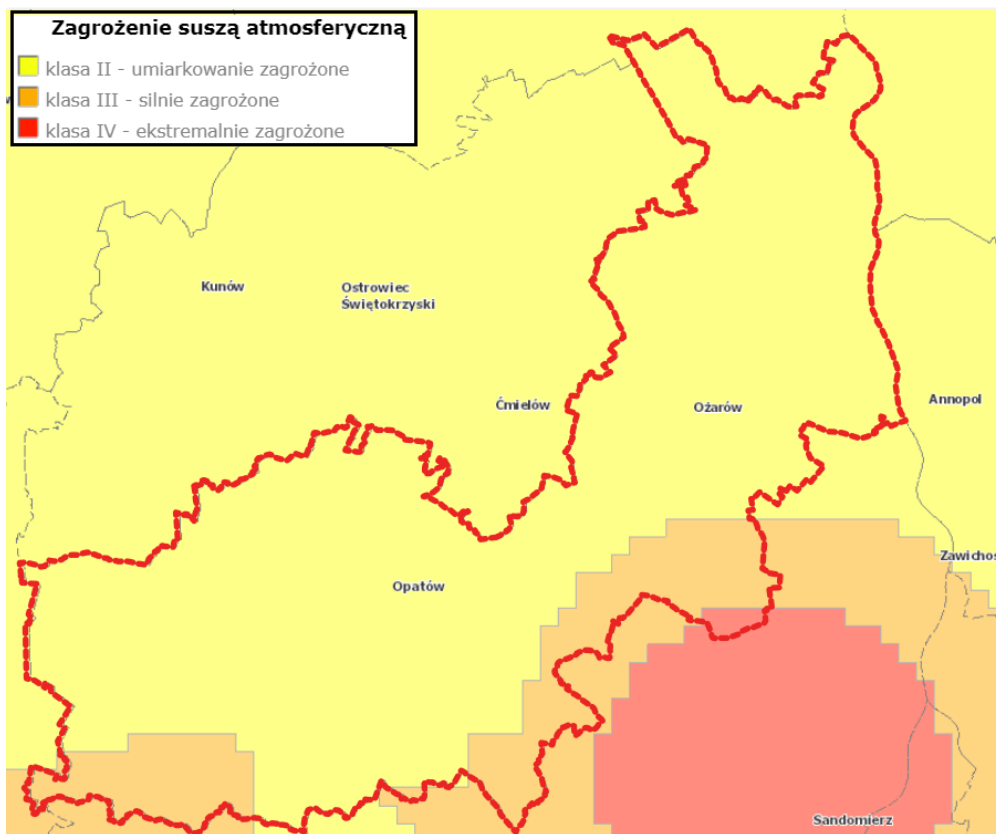 Zagrożenie suszą atmosferyczną
klasa II - umiarkowanie zagrożone
klasa III - silnie zagrożone
klasa IV - ekstremalnie zagrożone
Kunów
Ostrowiec
Świętokrzyski
Ćmielów
Ożarów
Annopol
Zawichos
Opatów
Sandomierz